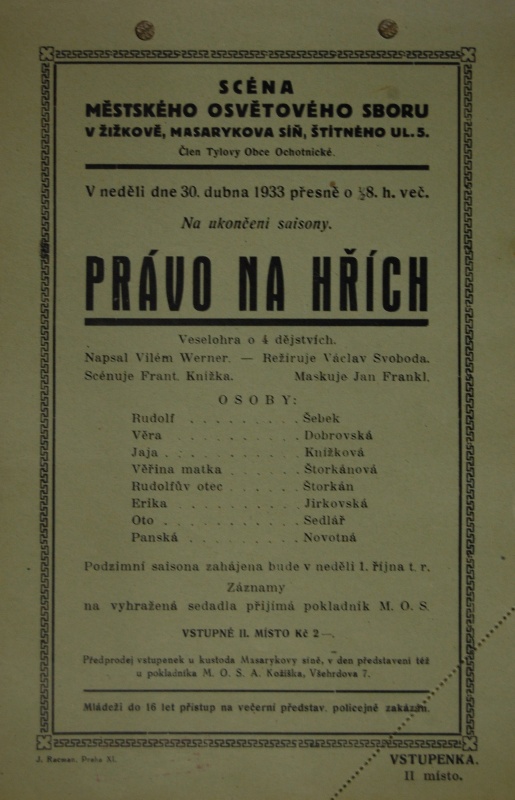 SCÉNA
MĚSTSKÉHO OSVĚTOVÉHO SBORU
V ŽIŽKOVĚ, MASARYKOVA SÍŇ, ŠTÍTNÉHO UL. 5.
Člen Tylovy Obce Ochotnické.
V neděli dne 30. dubna 1933 přesně o ½8. h. več.
Na ukončení saisony.
PRÁVO NA HŘÍCH
Veselohra o 4 dějstvích.
Napsal Vilém Werner. — Režíruje Václav Svoboda.
Scénuje Frant. Knížka. Maskuje Jan Frankl.
OSOBY:
Rudolf . . . . . . . . . Šebek
Věra . . . . . . . . . . Dobrovská
Jaja . . . . . . . . . . Knížková
Věřina matka . . . . . . Štorkánová
Rudolfův otec . . . . . . Štorkán
Erika . . . . . . . . . Jirkovská
Oto . . . . . . . . . . Sedlář
Panská . . . . . . . . . Novotná
Podzimní saisona zahájena bude v neděli 1. října t. r.
Záznamy
na vyhražená sedadla přijímá pokladník M. O. S.
VSTUPNÉ II. MÍSTO Kč 2—.
Předprodej vstupenek u kustoda Masarykovy síně, v den představení též
u pokladníka M. O. S. A. Košíška, Všehrdova 7.
Mládeži do 16 let přístup na večerní představ. policejně zakázán.
J. Praha XI.
VSTUPENKA.
II místo.